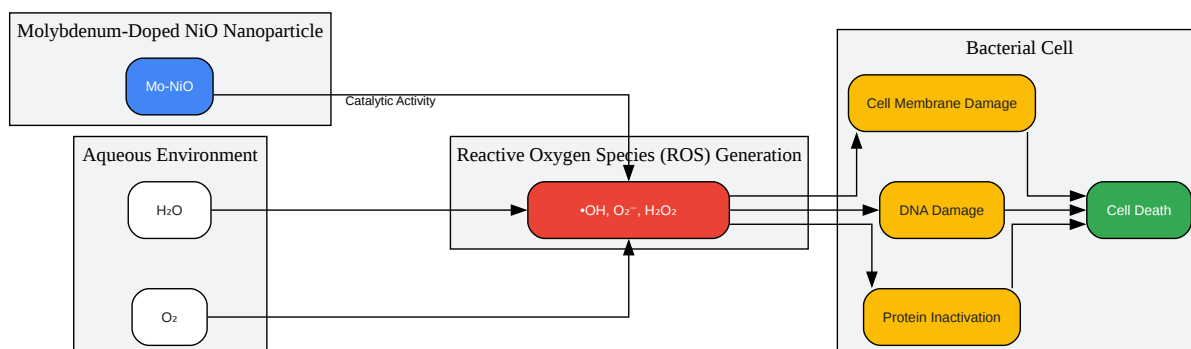 Molybdenum-Doped NiO Nanoparticle
Mo-NiO
Catalytic Activity
Aqueous Environment
H₂O
O₂
Reactive Oxygen Species (ROS) Generation
•OH, O₂⁻, H₂O₂
Bacterial Cell
Cell Membrane Damage
DNA Damage
Protein Inactivation
Cell Death